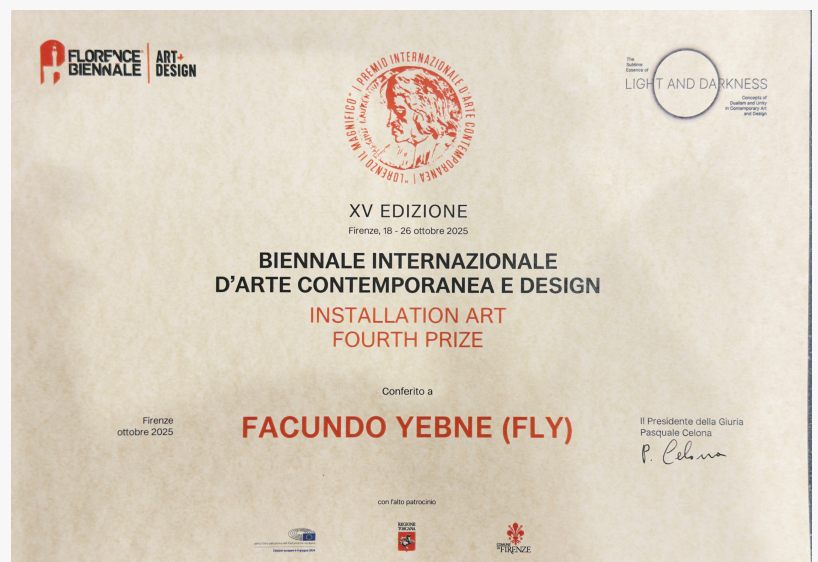 FLORENCE
BIENNALE
ART+
DESIGN
"LORENZO IL MAGNIFICO" | PREMIO INTERNAZIONALE D'ARTE CONTEMPORANEA |
The
Sublime
Essence of
LIGHT AND DARKNESS
Concepts of
Dualism and Unity
in Contemporary Art
and Design
XV EDIZIONE
Firenze, 18 - 26 ottobre 2025
BIENNALE INTERNAZIONALE
D'ARTE CONTEMPORANEA E DESIGN
INSTALLATION ART
FOURTH PRIZE
Conferito a
FACUNDO YEBNE (FLY)
Firenze
ottobre 2025
Il Presidente della Giuria
Pasquale Celona
P. Celona
con l'alto patrocinio
REGIONE
TOSCANA
COMUNE
DI FIRENZE